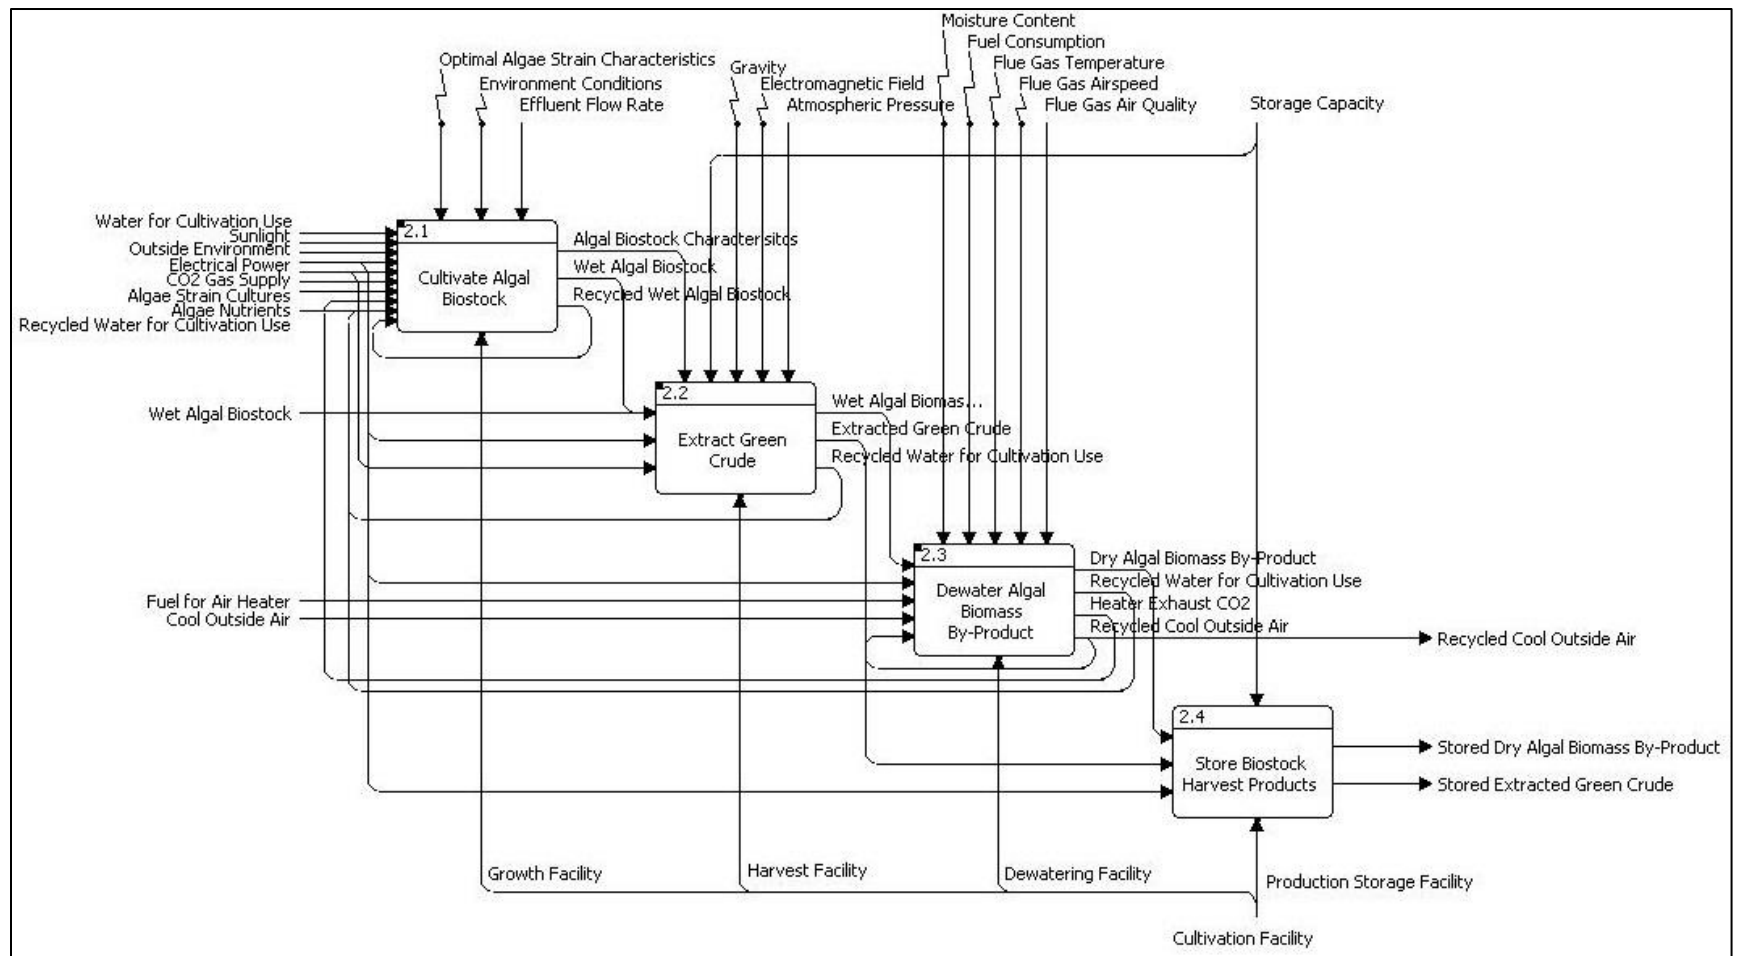 Moisture Content
Fuel Consumption
Flue Gas Temperature
Flue Gas Airspeed
Flue Gas Air Quality
Optimal Algae Strain Characteristics
Environment Conditions
Effluent Flow Rate
Gravity
Electromagnetic Field
Atmospheric Pressure
Storage Capacity
Water for Cultivation Use
Sunlight
Outside Environment
Electrical Power
CO2 Gas Supply
Algae Strain Cultures
Algae Nutrients
Recycled Water for Cultivation Use
2.1
Cultivate Algal
Biostock
Algal Biostock Characterisitcs
Wet Algal Biostock
Recycled Wet Algal Biostock
Wet Algal Biostock
2.2
Extract Green
Crude
Wet Algal Biomas...
Extracted Green Crude
Recycled Water for Cultivation Use
Fuel for Air Heater
Cool Outside Air
2.3
Dewater Algal
Biomass
By-Product
Dry Algal Biomass By-Product
Recycled Water for Cultivation Use
Heater Exhaust CO2
Recycled Cool Outside Air
Recycled Cool Outside Air
2.4
Store Biostock
Harvest Products
Stored Dry Algal Biomass By-Product
Stored Extracted Green Crude
Growth Facility
Harvest Facility
Dewatering Facility
Production Storage Facility
Cultivation Facility